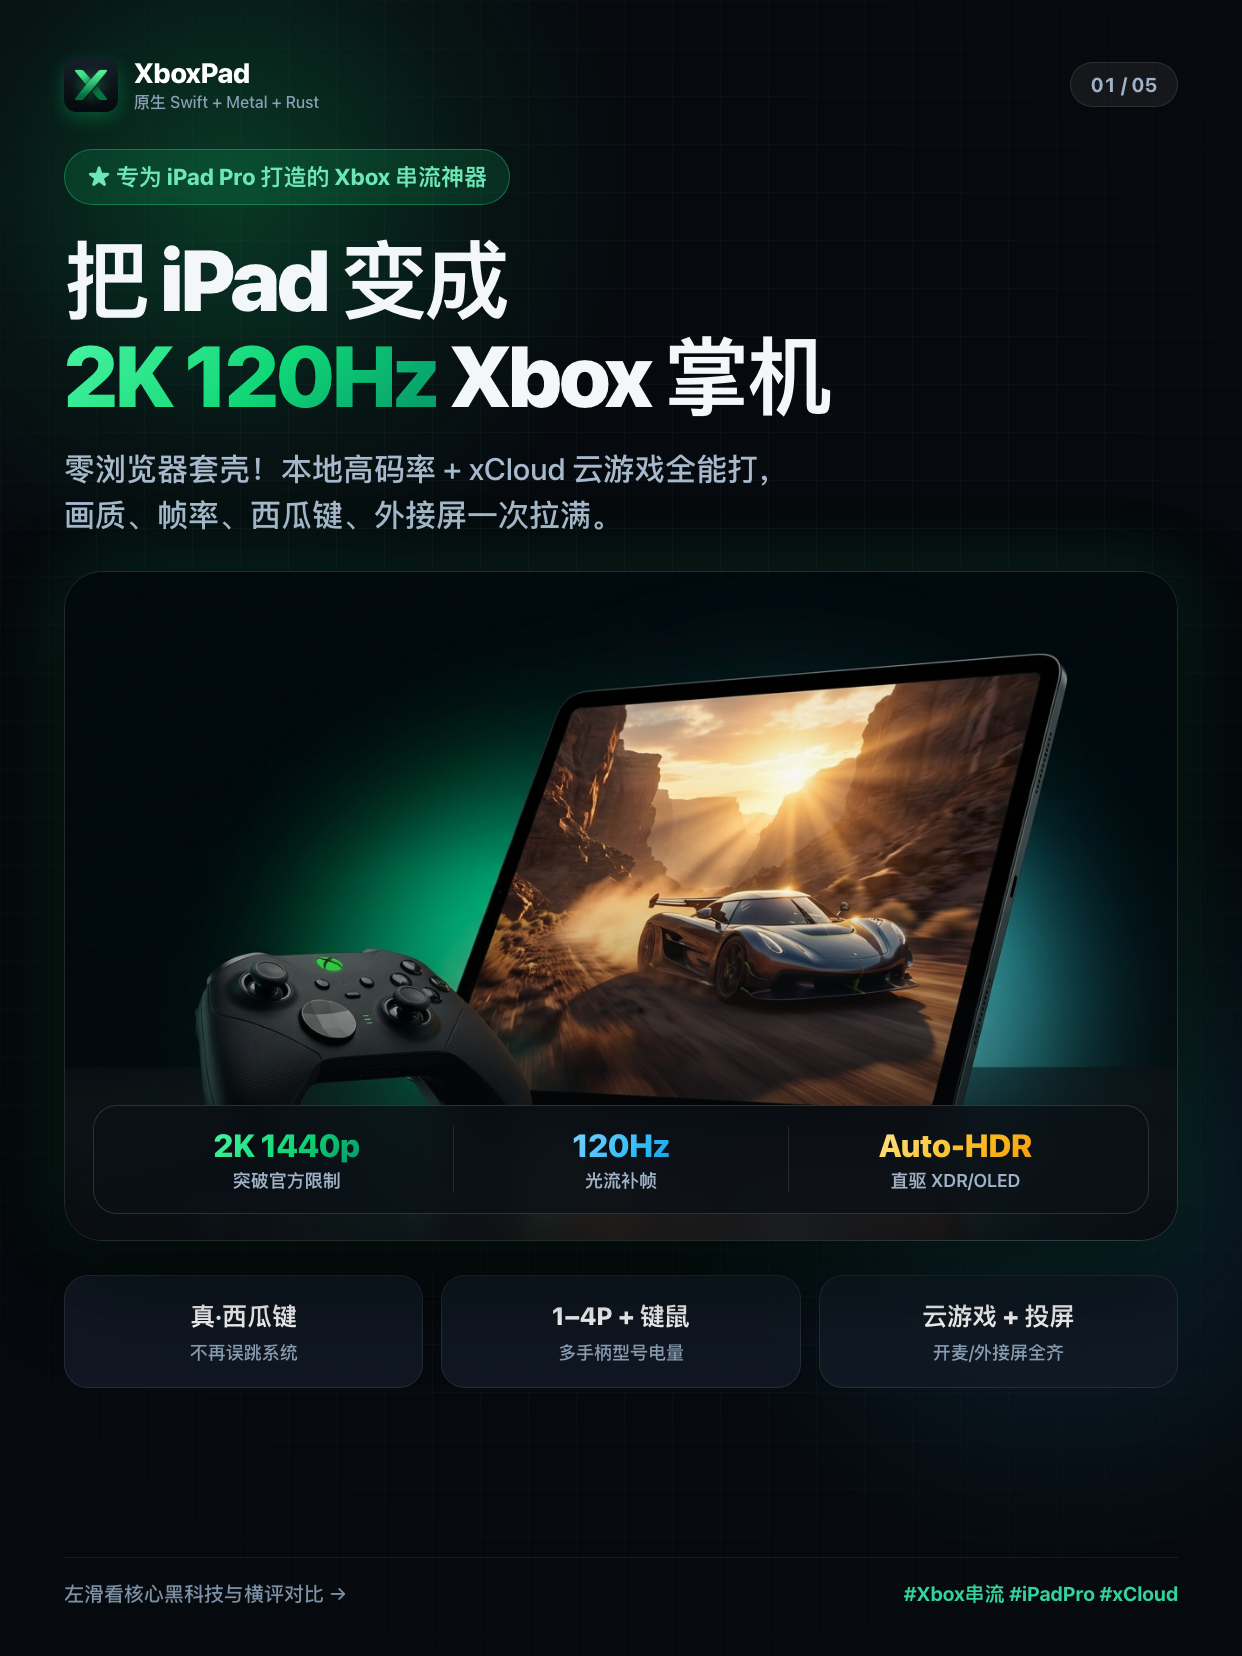 XboxPad
原生 Swift + Metal + Rust
01 / 05
★ 专为 iPad Pro 打造的 Xbox 串流神器
把 iPad 变成
2K 120Hz Xbox 掌机
零浏览器套壳！本地高码率 + xCloud 云游戏全能打，
画质、帧率、西瓜键、外接屏一次拉满。
2K 1440p
突破官方限制
120Hz
光流补帧
Auto-HDR
直驱 XDR/OLED
真·西瓜键
不再误跳系统
1–4P + 键鼠
多手柄型号电量
云游戏 + 投屏
开麦/外接屏全齐
左滑看核心黑科技与横评对比 →
#Xbox串流 #iPadPro #xCloud